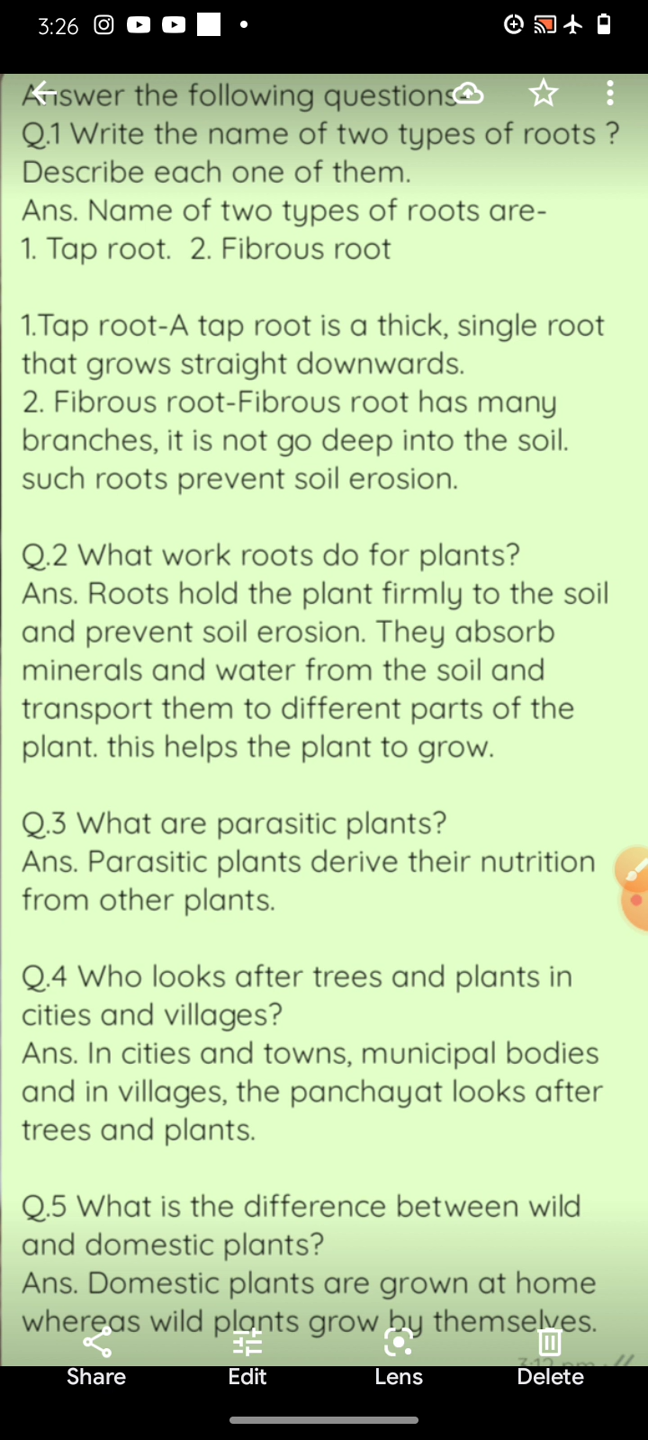 3:26
Answer the following questions-
Q.1 Write the name of two types of roots ?
Describe each one of them.
Ans. Name of two types of roots are-
1. Tap root. 2. Fibrous root
1.Tap root-A tap root is a thick, single root
that grows straight downwards.
2. Fibrous root-Fibrous root has many
branches, it is not go deep into the soil.
such roots prevent soil erosion.
Q.2 What work roots do for plants?
Ans. Roots hold the plant firmly to the soil
and prevent soil erosion. They absorb
minerals and water from the soil and
transport them to different parts of the
plant. this helps the plant to grow.
Q.3 What are parasitic plants?
Ans. Parasitic plants derive their nutrition
from other plants.
Q.4 Who looks after trees and plants in
cities and villages?
Ans. In cities and towns, municipal bodies
and in villages, the panchayat looks after
trees and plants.
Q.5 What is the difference between wild
and domestic plants?
Ans. Domestic plants are grown at home
whereas wild plants grow by themselves.
3:12 pm
Share Edit Lens Delete